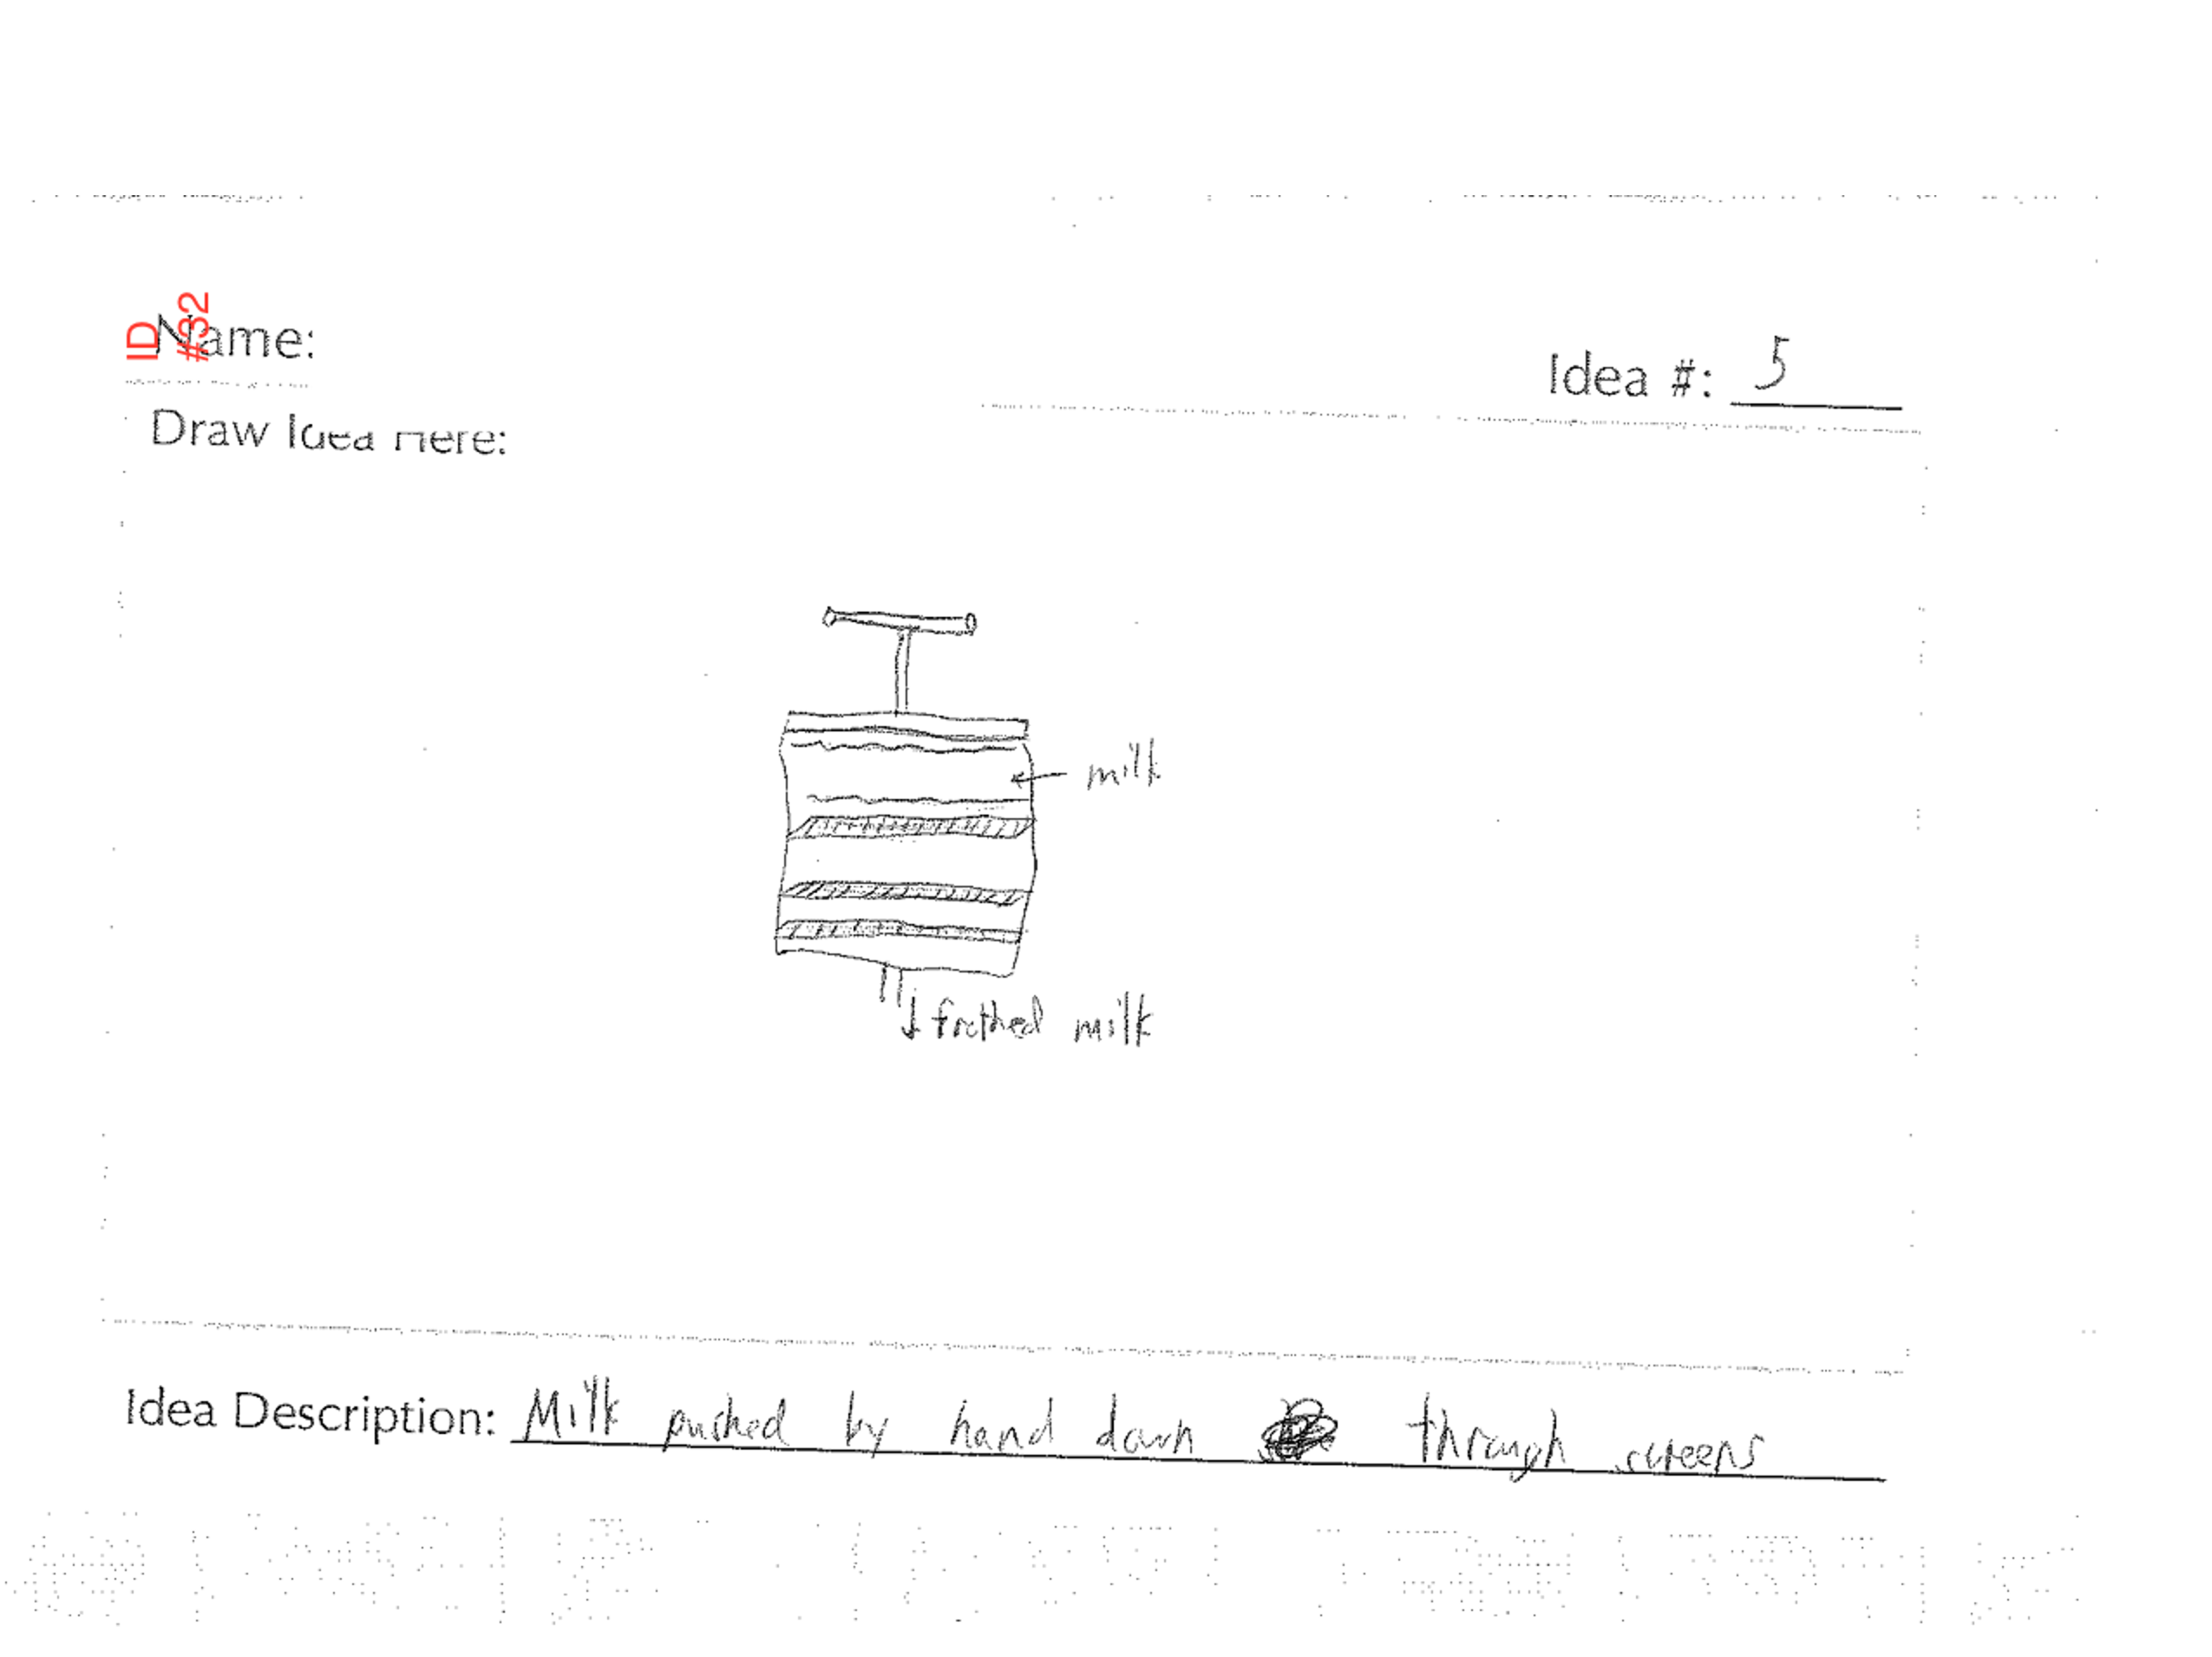 ID
#32
Name:
Idea #: 5
Draw Idea Here:
milk
frothed milk
Idea Description: Milk pushed by hand down through screens